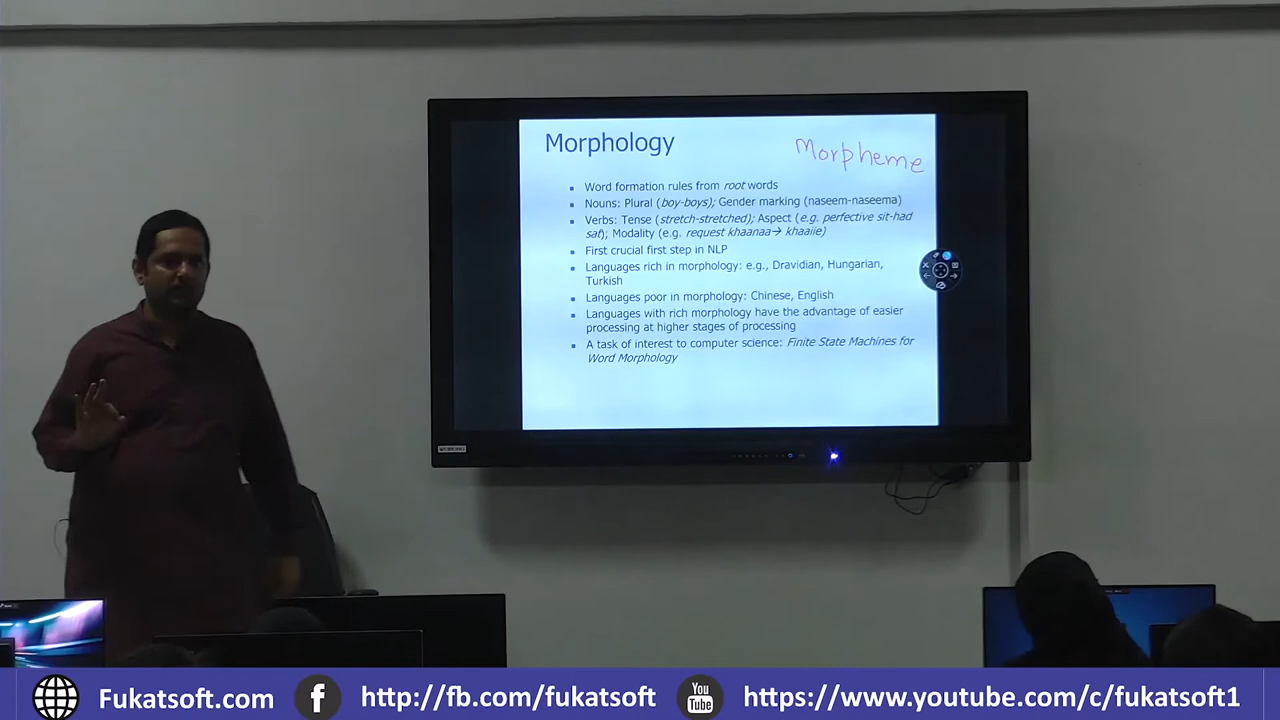 Morphology
Morpheme
Word formation rules from root words
Nouns: Plural (boy-boys); Gender marking (naseem-naseema)
Verbs: Tense (stretch-stretched); Aspect (e.g. perfective sit-had
sat); Modality (e.g. request khaanaa→ khaaiie)
First crucial first step in NLP
Languages rich in morphology: e.g., Dravidian, Hungarian,
Turkish
Languages poor in morphology: Chinese, English
Languages with rich morphology have the advantage of easier
processing at higher stages of processing
A task of interest to computer science: Finite State Machines for
Word Morphology
Fukatsoft.com
f
http://fb.com/fukatsoft
You
Tube
https://www.youtube.com/c/fukatsoft1